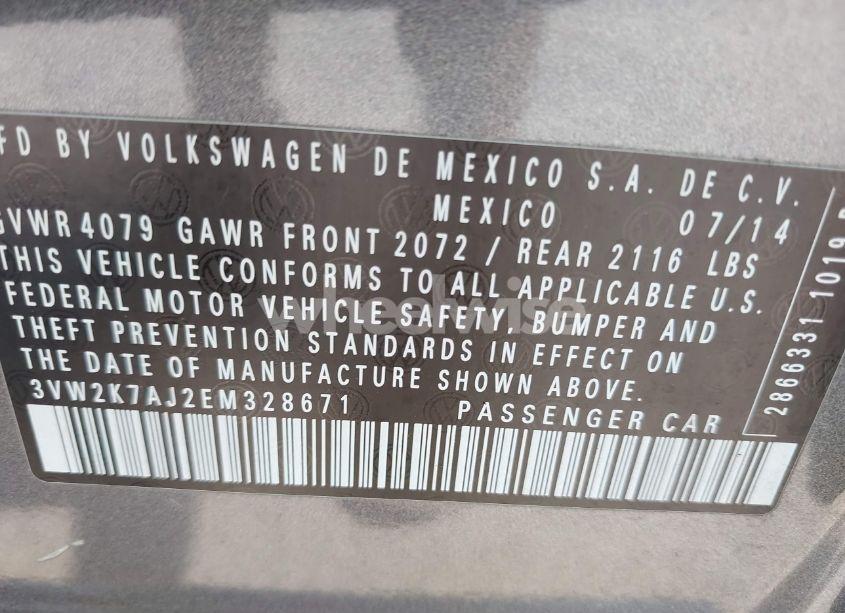 FD BY VOLKSWAGEN DE MEXICO S.A. DE C.V.
MEXICO 07/14
GVWR 4079 GAWR FRONT 2072 / REAR 2116 LBS
THIS VEHICLE CONFORMS TO ALL APPLICABLE U.S.
FEDERAL MOTOR VEHICLE SAFETY, BUMPER AND
THEFT PREVENTION STANDARDS IN EFFECT ON
THE DATE OF MANUFACTURE SHOWN ABOVE.
3VW2K7AJ2EM328671 PASSENGER CAR
2866331 1019
wheelwise